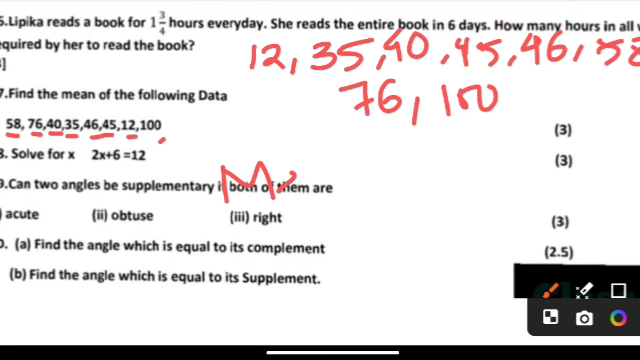 5.Lipika reads a book for 1 3/4 hours everyday. She reads the entire book in 6 days. How many hours in all
equired by her to read the book?
12, 35, 40, 45, 46, 58
76, 100
7.Find the mean of the following Data
58, 76,40,35,46,45,12,100
(3)
8. Solve for x 2x+6 =12
(3)
9.Can two angles be supplementary if both of them are
M
acute (ii) obtuse (iii) right
(3)
0. (a) Find the angle which is equal to its complement
(2.5)
(b) Find the angle which is equal to its Supplement.